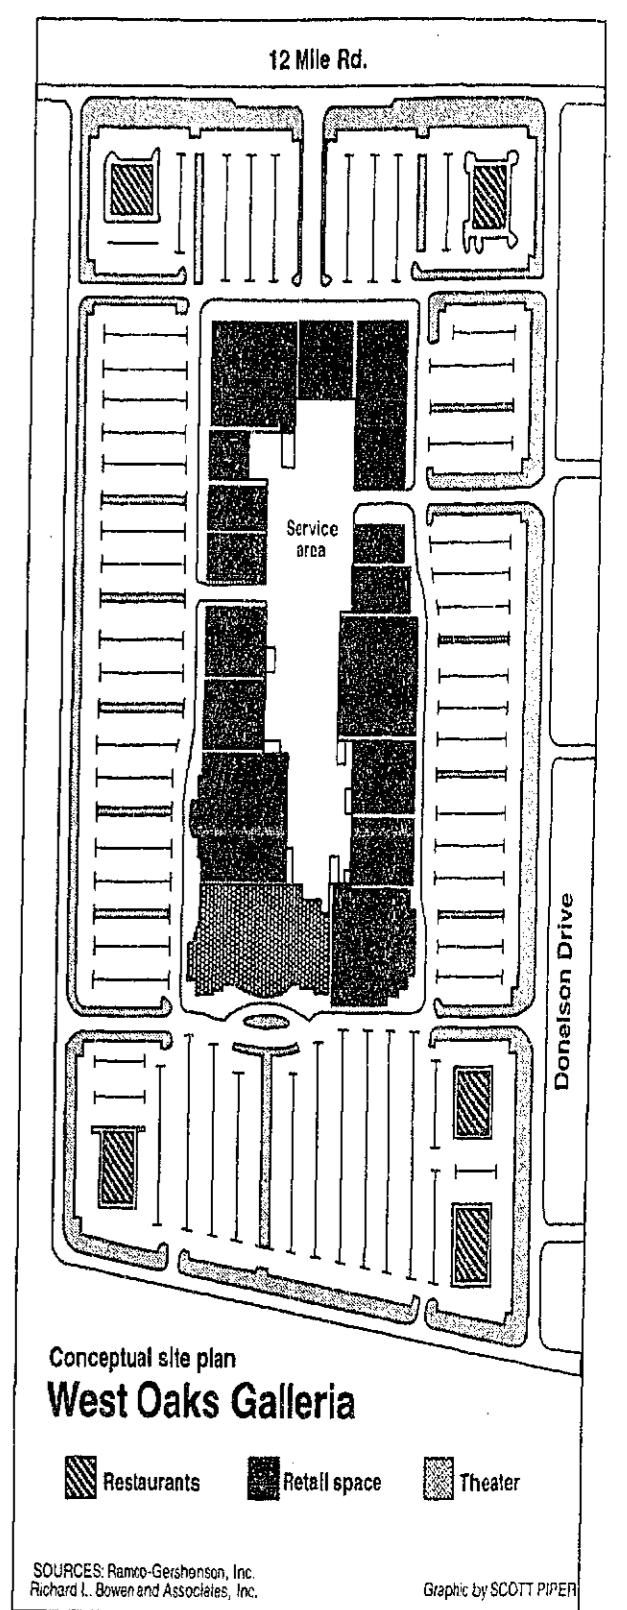 12 Mile Rd.
Service
area
Donelson Drive
Conceptual site plan
West Oaks Galleria
Restaurants
Retail space
Theater
SOURCES: Ramco-Gershenson, Inc.
Richard L. Bowen and Associates, Inc.
Graphic by SCOTT PIPER